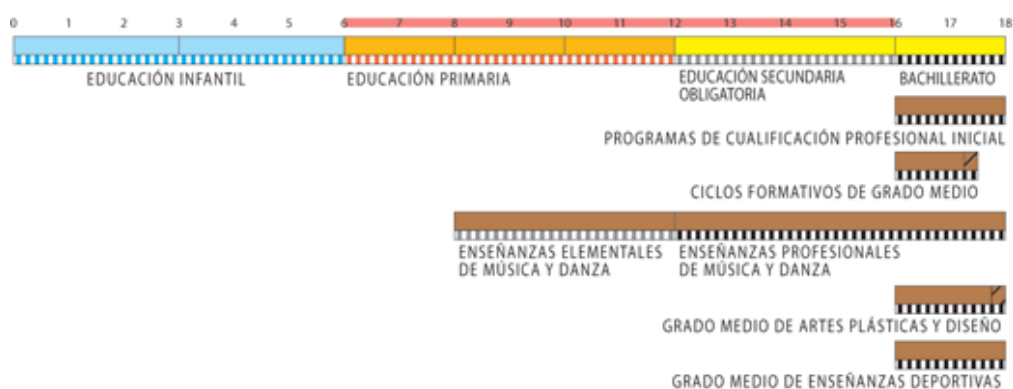 0 1 2 3 4 5 6 7 8 9 10 11 12 13 14 15 16 17 18
EDUCACIÓN INFANTIL
EDUCACIÓN PRIMARIA
EDUCACIÓN SECUNDARIA
OBLIGATORIA
BACHILLERATO
PROGRAMAS DE CUALIFICACIÓN PROFESIONAL INICIAL
CICLOS FORMATIVOS DE GRADO MEDIO
ENSEÑANZAS ELEMENTALES
DE MÚSICA Y DANZA
ENSEÑANZAS PROFESIONALES
DE MÚSICA Y DANZA
GRADO MEDIO DE ARTES PLÁSTICAS Y DISEÑO
GRADO MEDIO DE ENSEÑANZAS DEPORTIVAS